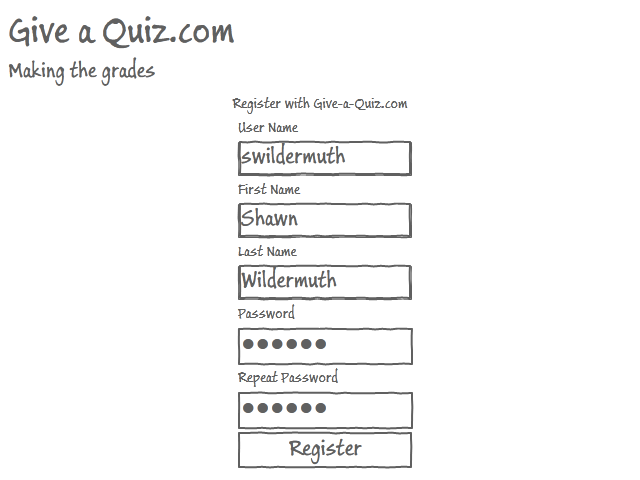 Give a Quiz.com
Making the grades
Register with Give-a-Quiz.com
User Name
swildermuth
First Name
Shawn
Last Name
Wildermuth
Password
●●●●●●
Repeat Password
●●●●●●
Register